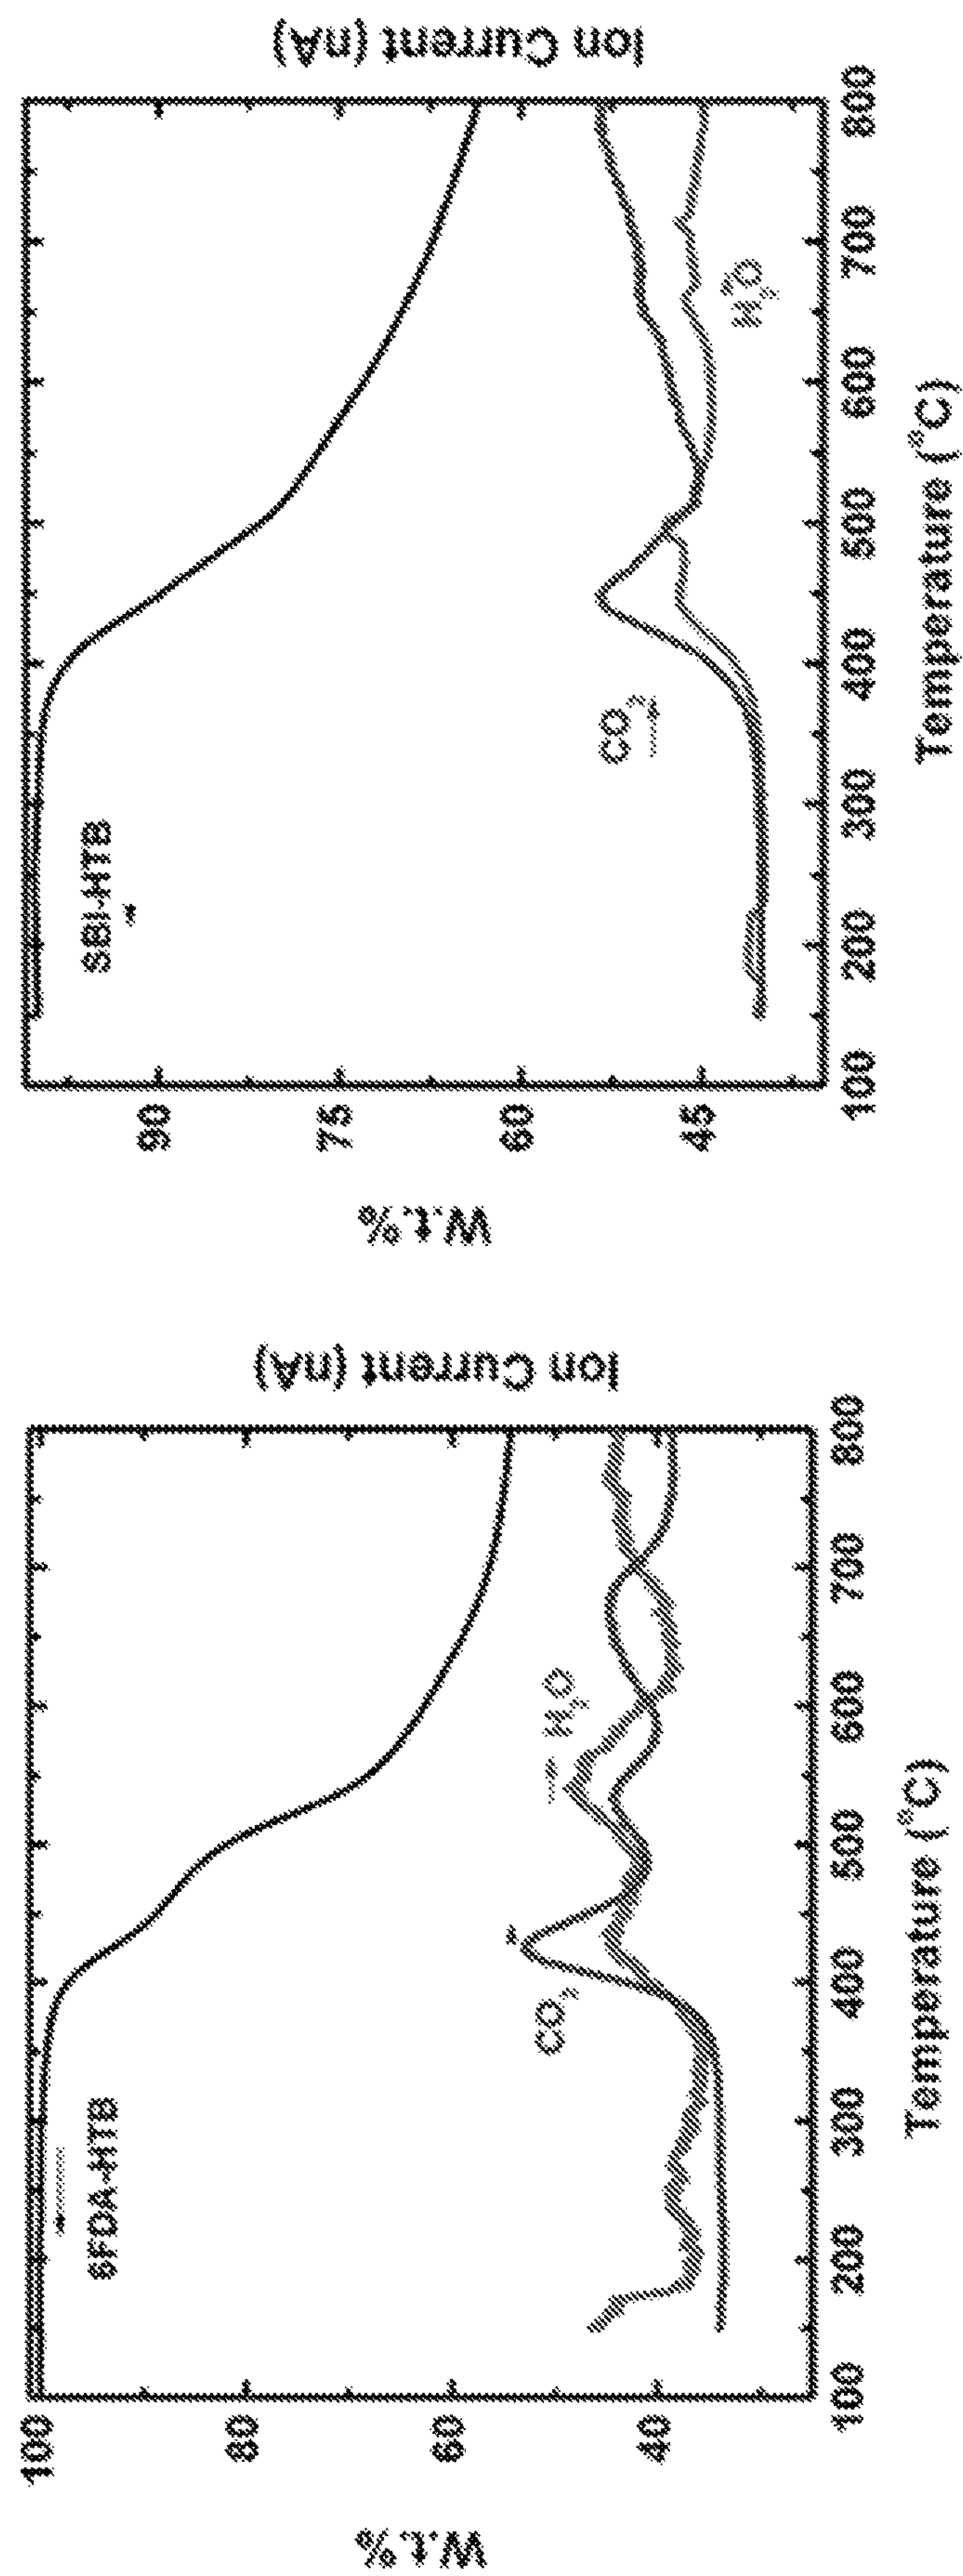 W.t.%
100
80
60
40
6FDA-HTB
CO2
H2O
100
200
300
400
500
600
700
800
Temperature (°C)
Ion Current (nA)
W.t.%
90
75
60
45
SBI-HTB
CO2
H2O
100
200
300
400
500
600
700
800
Temperature (°C)
Ion Current (nA)